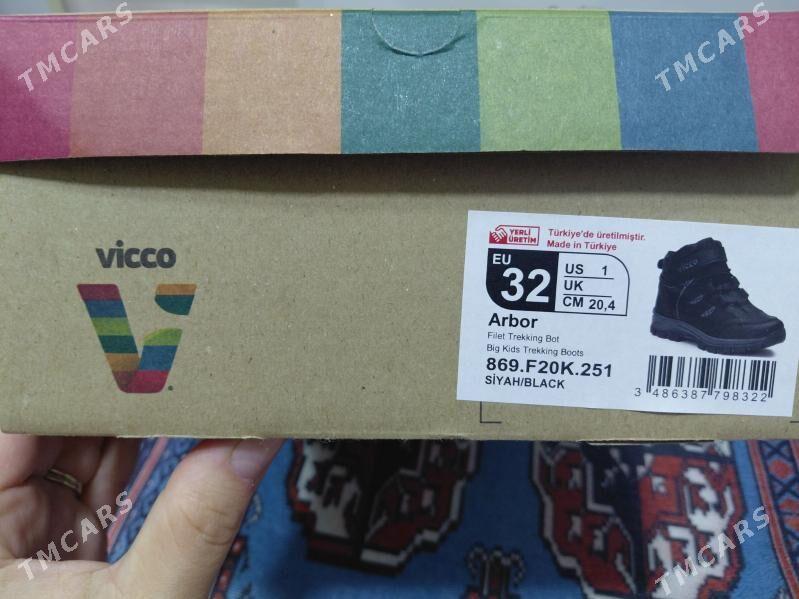 TMCARS
TMCARS
TMCARS
vicco
YERLİ
ÜRETİM
Türkiye'de üretilmiştir.
Made in Türkiye
EU
32
US 1
UK
CM 20,4
Arbor
Filet Trekking Bot
Big Kids Trekking Boots
869.F20K.251
SİYAH/BLACK
3 486387 798322
TMCARS
TMCARS
TMCARS